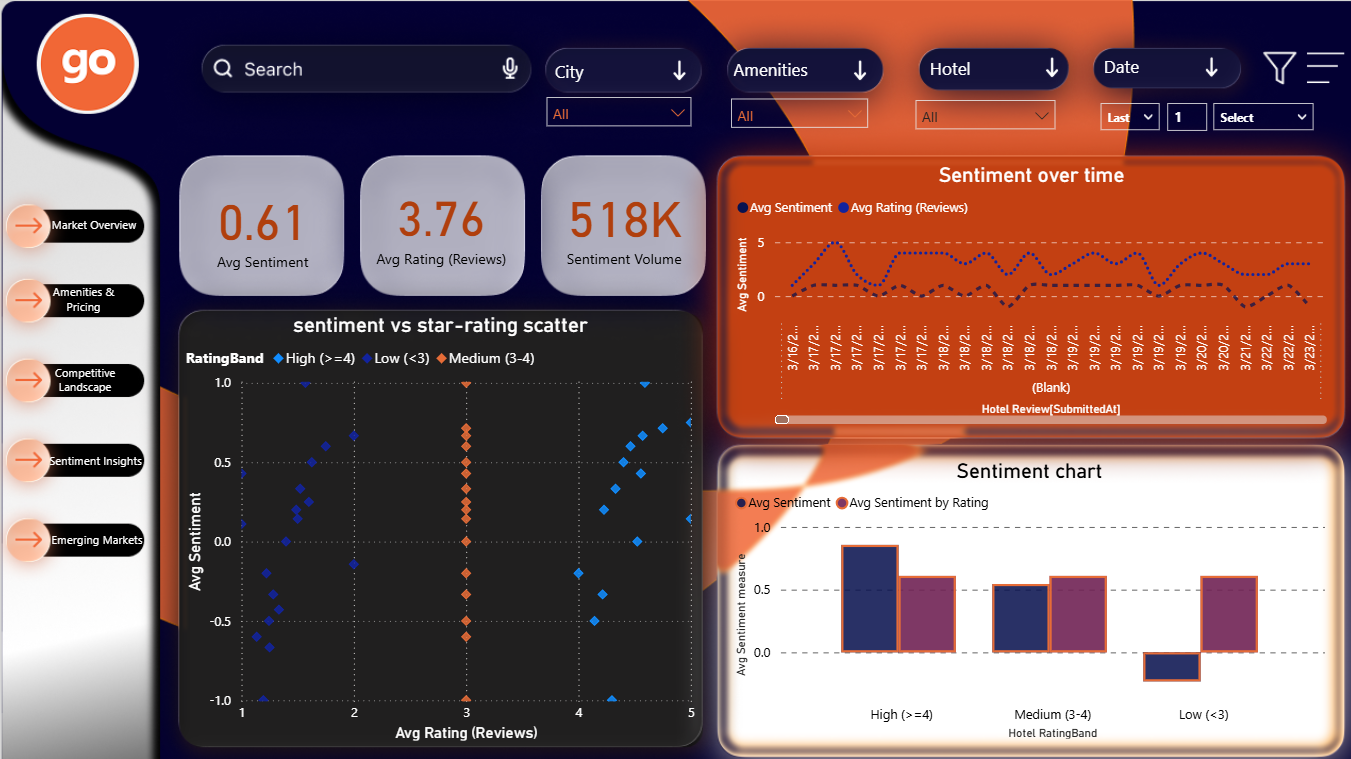 go
Search
City
Amenities
Hotel
Date
All
All
All
Last
1
Select
Market Overview
Amenities &
Pricing
Competitive
Landscape
Sentiment Insights
Emerging Markets
0.61
Avg Sentiment
3.76
Avg Rating (Reviews)
518K
Sentiment Volume
sentiment vs star-rating scatter
RatingBand High (>=4) Low (<3) Medium (3-4)
Avg Sentiment
1.0
0.5
0.0
-0.5
-1.0
1 2 3 4 5
Avg Rating (Reviews)
Sentiment over time
Avg Sentiment Avg Rating (Reviews)
Avg Sentiment
5
0
3/16/2... 3/17/2... 3/17/2... 3/17/2... 3/17/2... 3/17/2... 3/17/2... 3/18/2... 3/18/2... 3/18/2... 3/18/2... 3/18/2... 3/18/2... 3/19/2... 3/19/2... 3/19/2... 3/19/2... 3/19/2... 3/19/2... 3/20/2... 3/20/2... 3/21/2... 3/22/2... 3/22/2... 3/23/2...
(Blank)
Hotel Review[SubmittedAt]
Sentiment chart
Avg Sentiment Avg Sentiment by Rating
Avg Sentiment measure
1.0
0.5
0.0
High (>=4) Medium (3-4) Low (<3)
Hotel RatingBand